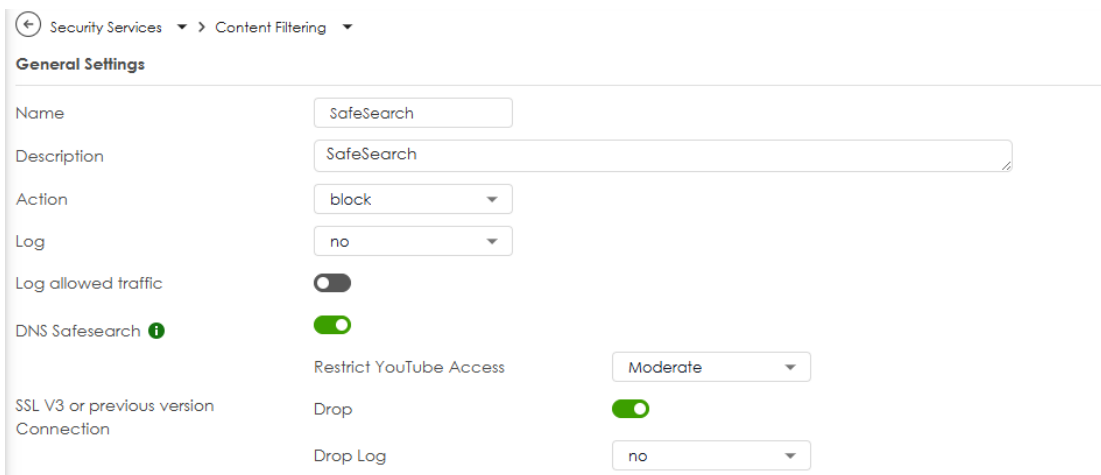 Security Services > Content Filtering
General Settings
Name SafeSearch
Description SafeSearch
Action block
Log no
Log allowed traffic
DNS Safesearch
Restrict YouTube Access Moderate
SSL V3 or previous version
Connection
Drop
Drop Log no